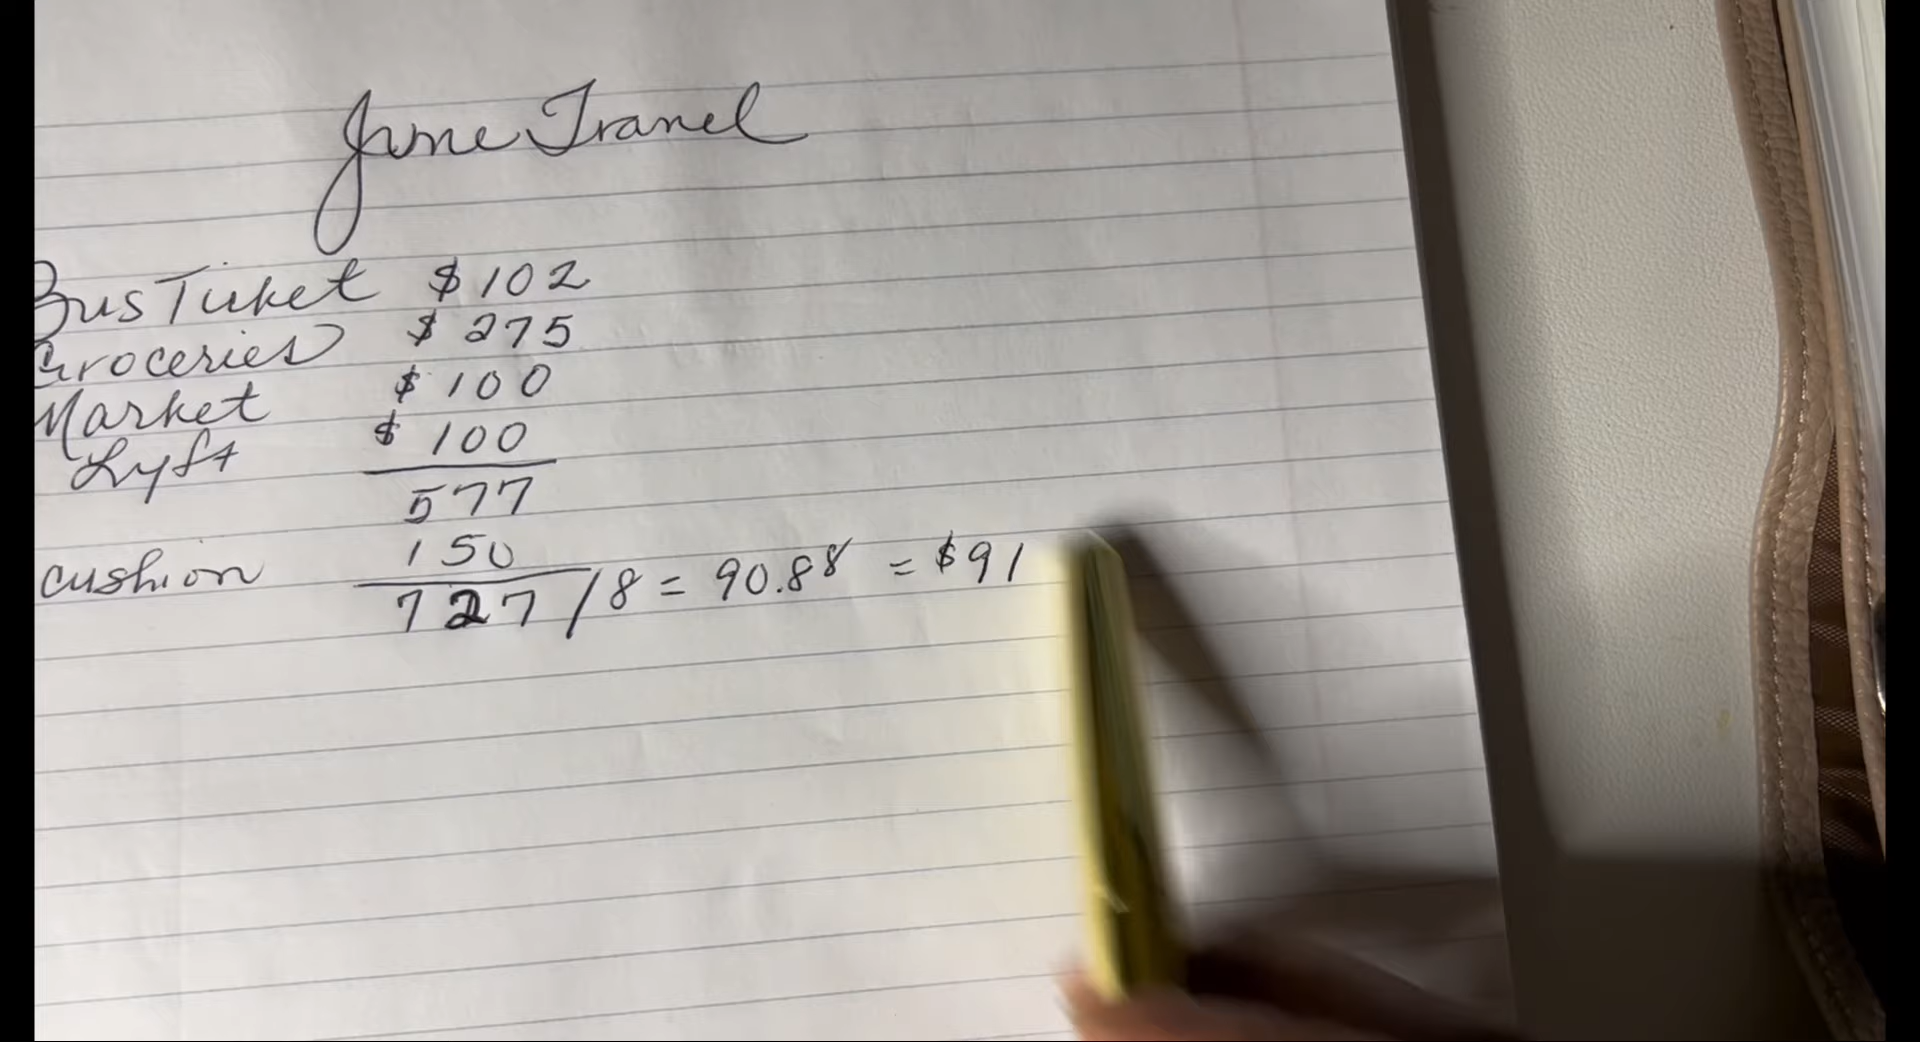 June Travel
Bus Ticket $102
Groceries $275
Market $100
Lyft $100
577
cushion 150
727/8 = 90.88 = $91